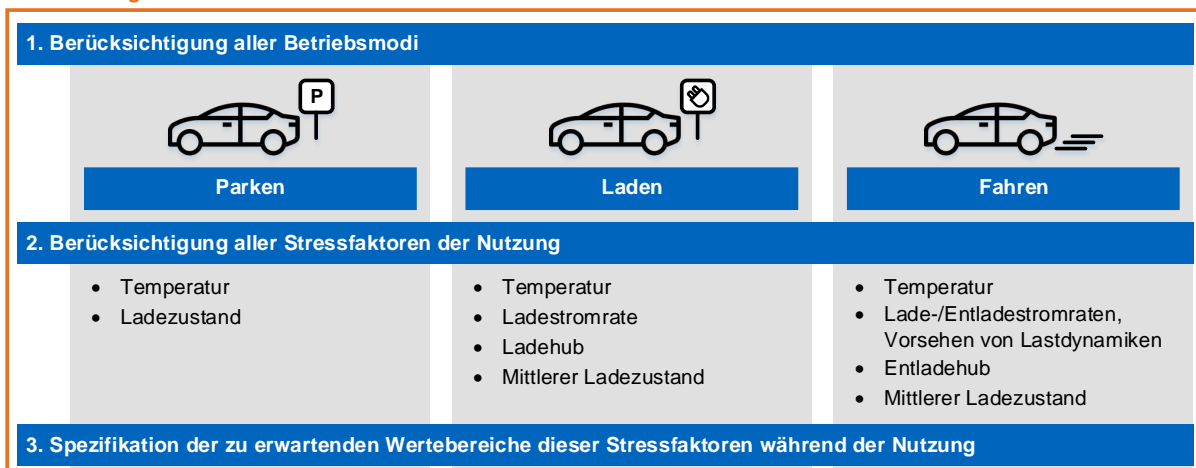 1. Berücksichtigung aller Betriebsmodi
P
Parken
Laden
Fahren
2. Berücksichtigung aller Stressfaktoren der Nutzung
• Temperatur
• Ladezustand
• Temperatur
• Ladestromrate
• Ladehub
• Mittlerer Ladezustand
• Temperatur
• Lade-/Entladestromraten,
Vorsehen von Lastdynamiken
• Entladehub
• Mittlerer Ladezustand
3. Spezifikation der zu erwartenden Wertebereiche dieser Stressfaktoren während der Nutzung